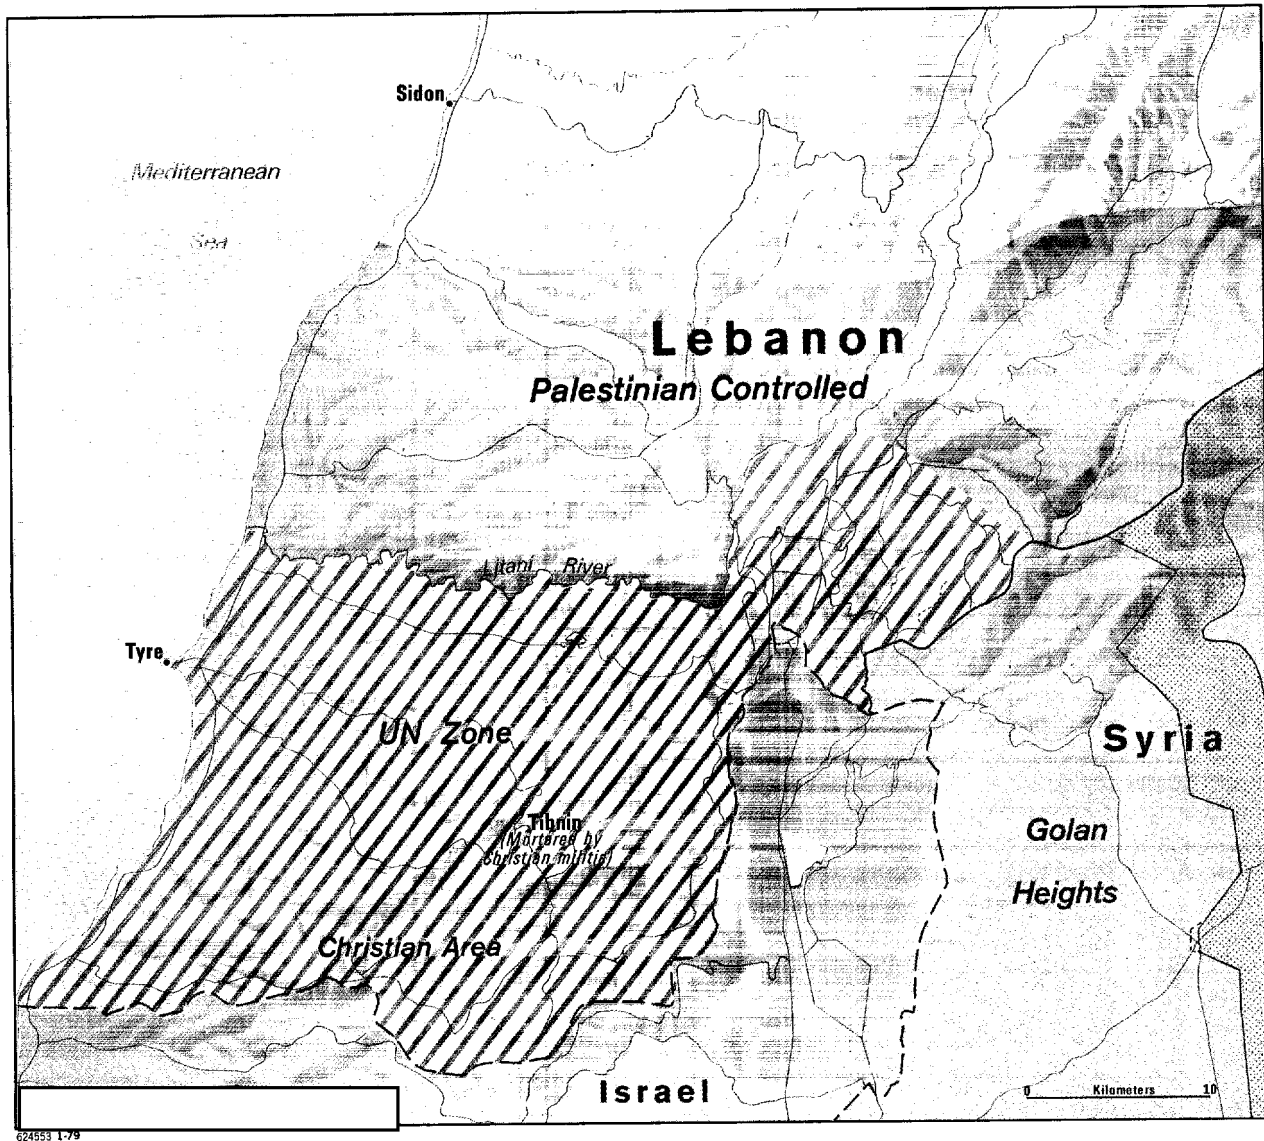 Sidon
Mediterranean
Sea
Lebanon
Palestinian Controlled
Litani River
Tyre
UN Zone
Syria
Tibnin
(Mortared by
Christian militia)
Golan
Heights
Christian Area
Israel
0 Kilometers 10
624553 1-79